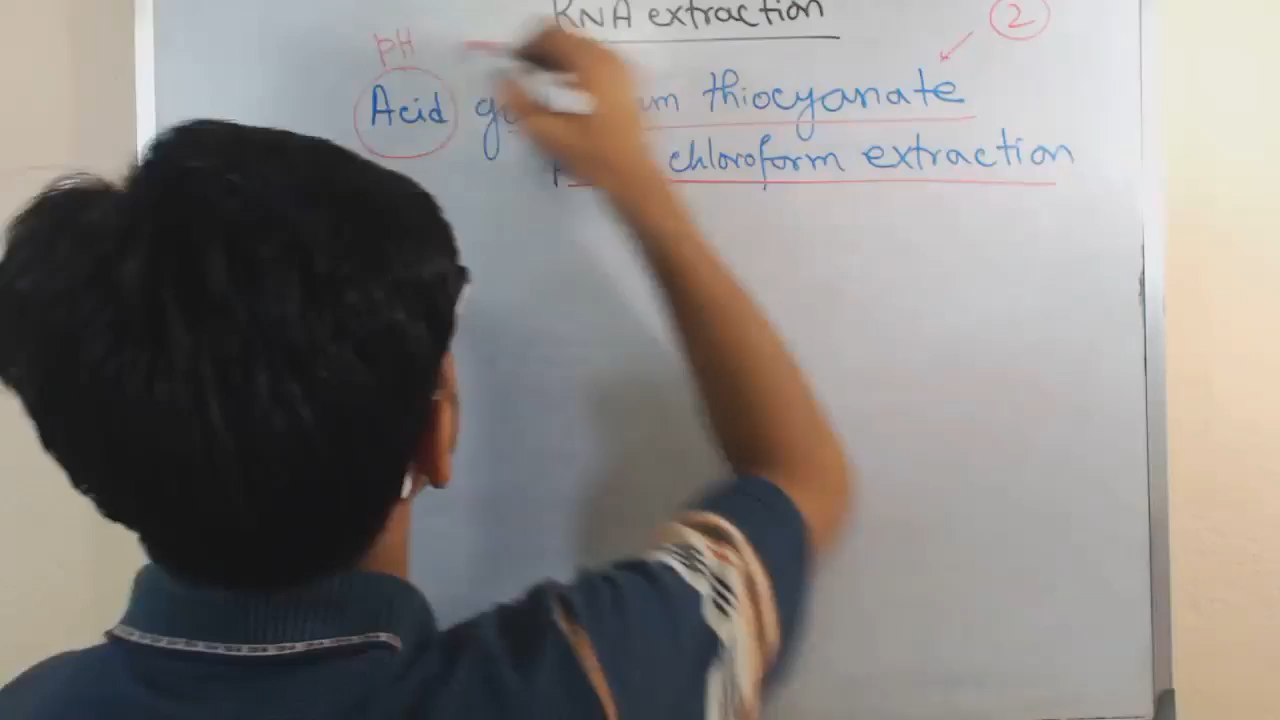 RNA extraction
2
pH
Acid thiocyanate
chloroform extraction